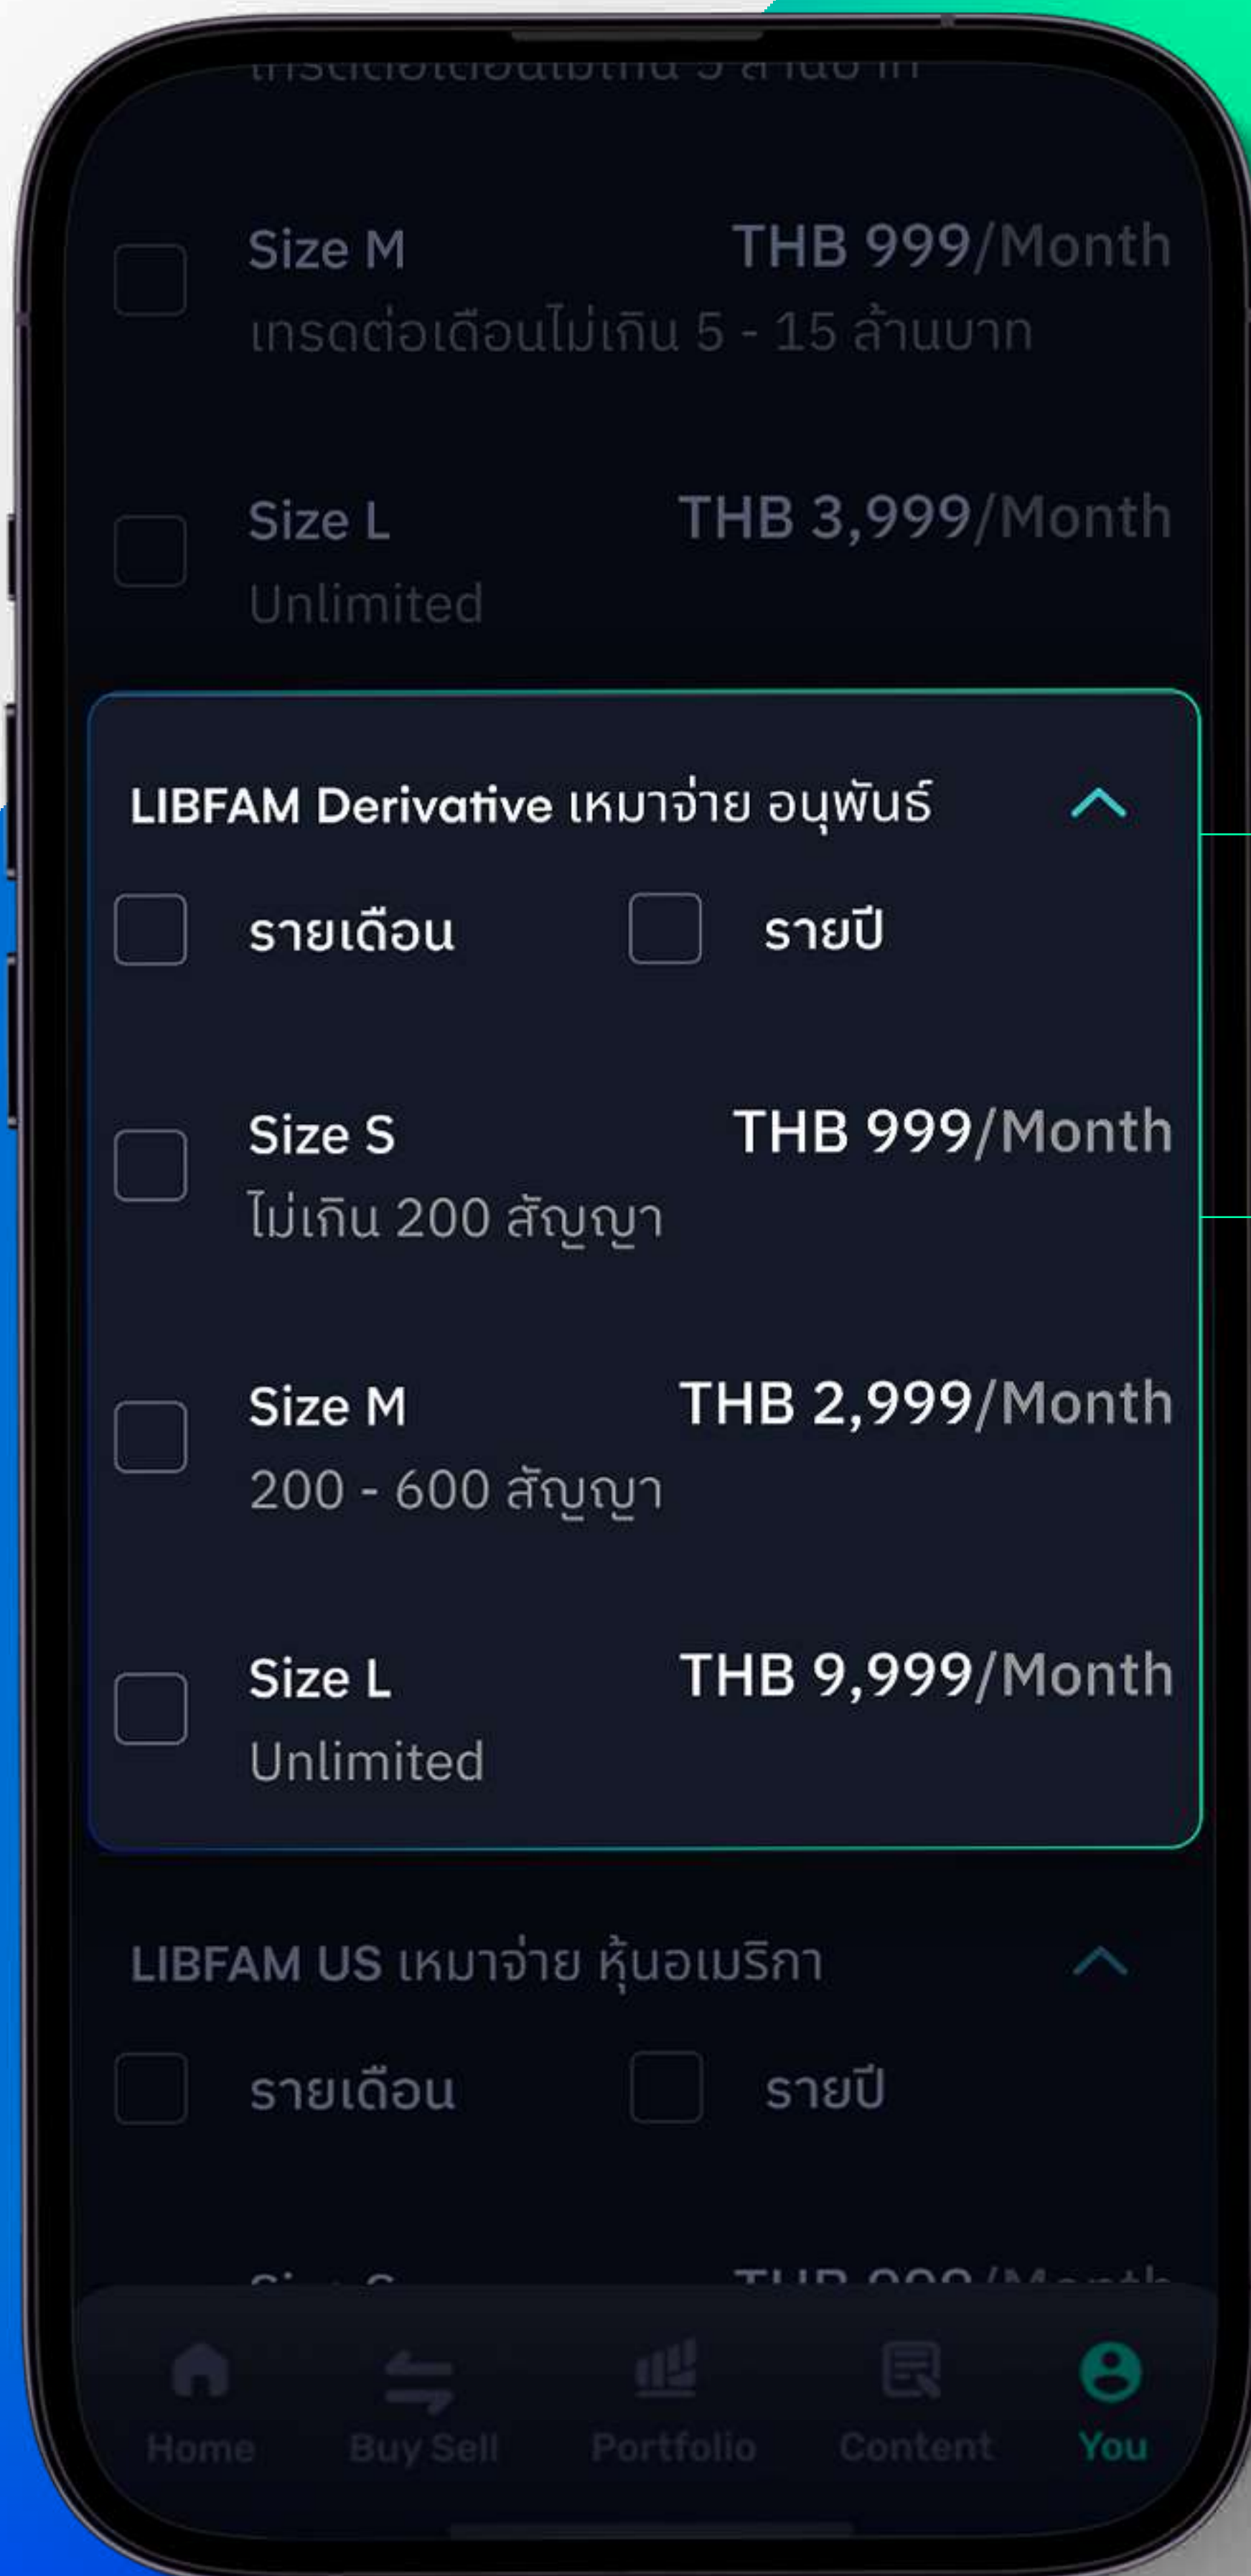 Size M THB 999/Month
เทรดต่อเดือนไม่เกิน 5 - 15 ล้านบาท
Size L THB 3,999/Month
Unlimited
LIBFAM Derivative เหมาจ่าย อนุพันธ์
รายเดือน รายปี
Size S THB 999/Month
ไม่เกิน 200 สัญญา
Size M THB 2,999/Month
200 - 600 สัญญา
Size L THB 9,999/Month
Unlimited
LIBFAM US เหมาจ่าย หุ้นอเมริกา
รายเดือน รายปี
Home Buy Sell Portfolio Content You